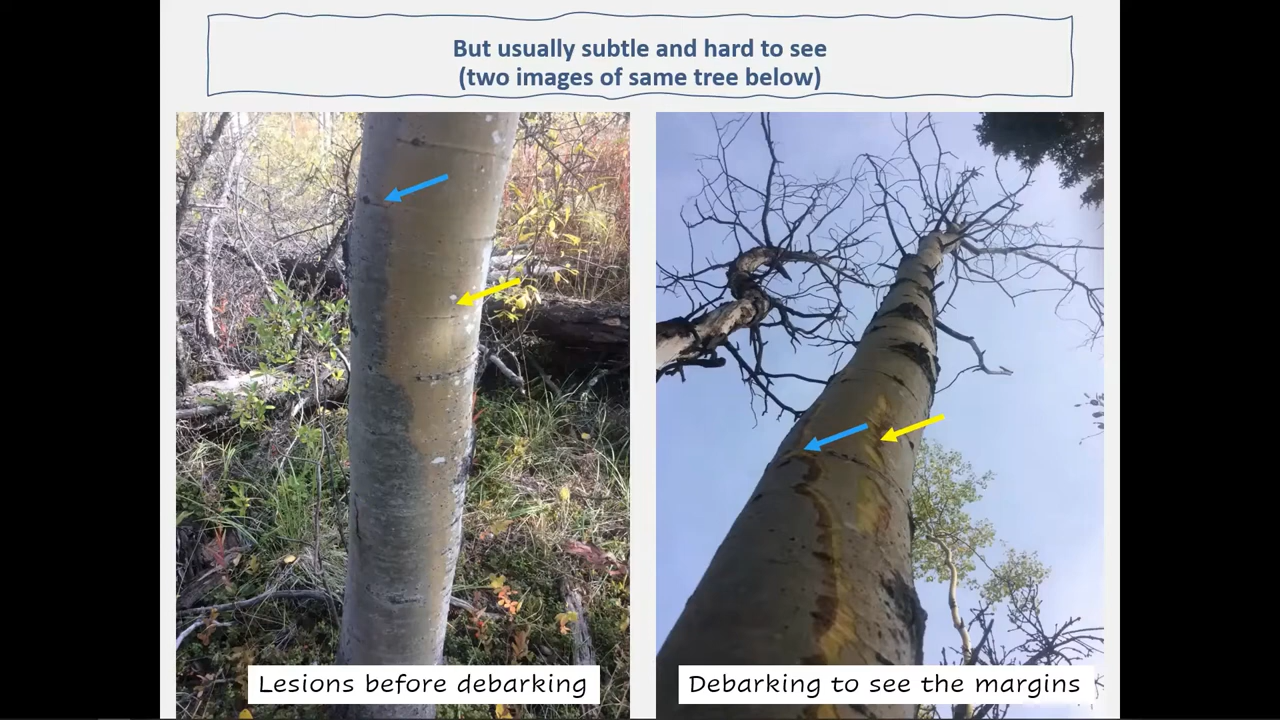 But usually subtle and hard to see
(two images of same tree below)
Lesions before debarking
Debarking to see the margins